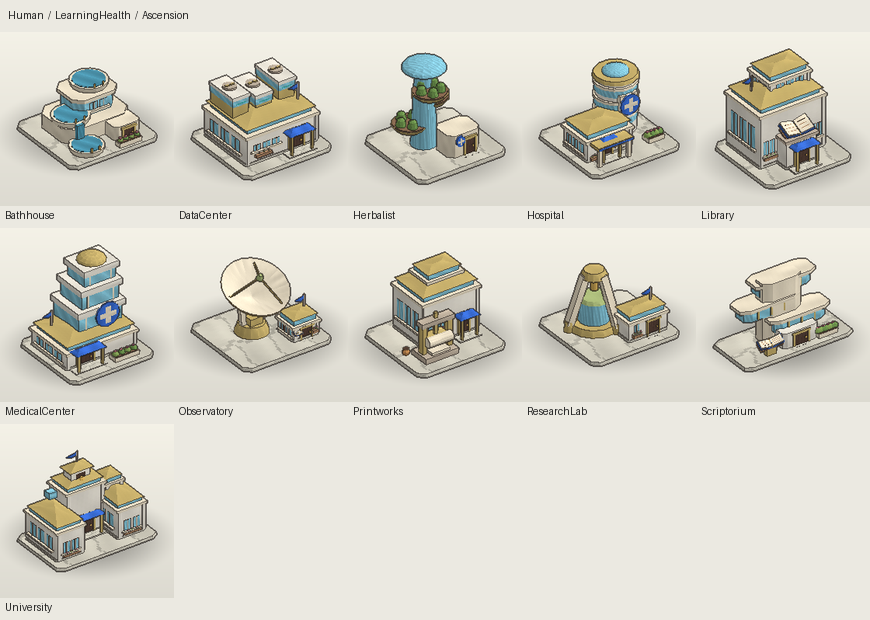 Human / LearningHealth / Ascension
Bathhouse
DataCenter
Herbalist
Hospital
Library
MedicalCenter
Observatory
Printworks
ResearchLab
Scriptorium
University